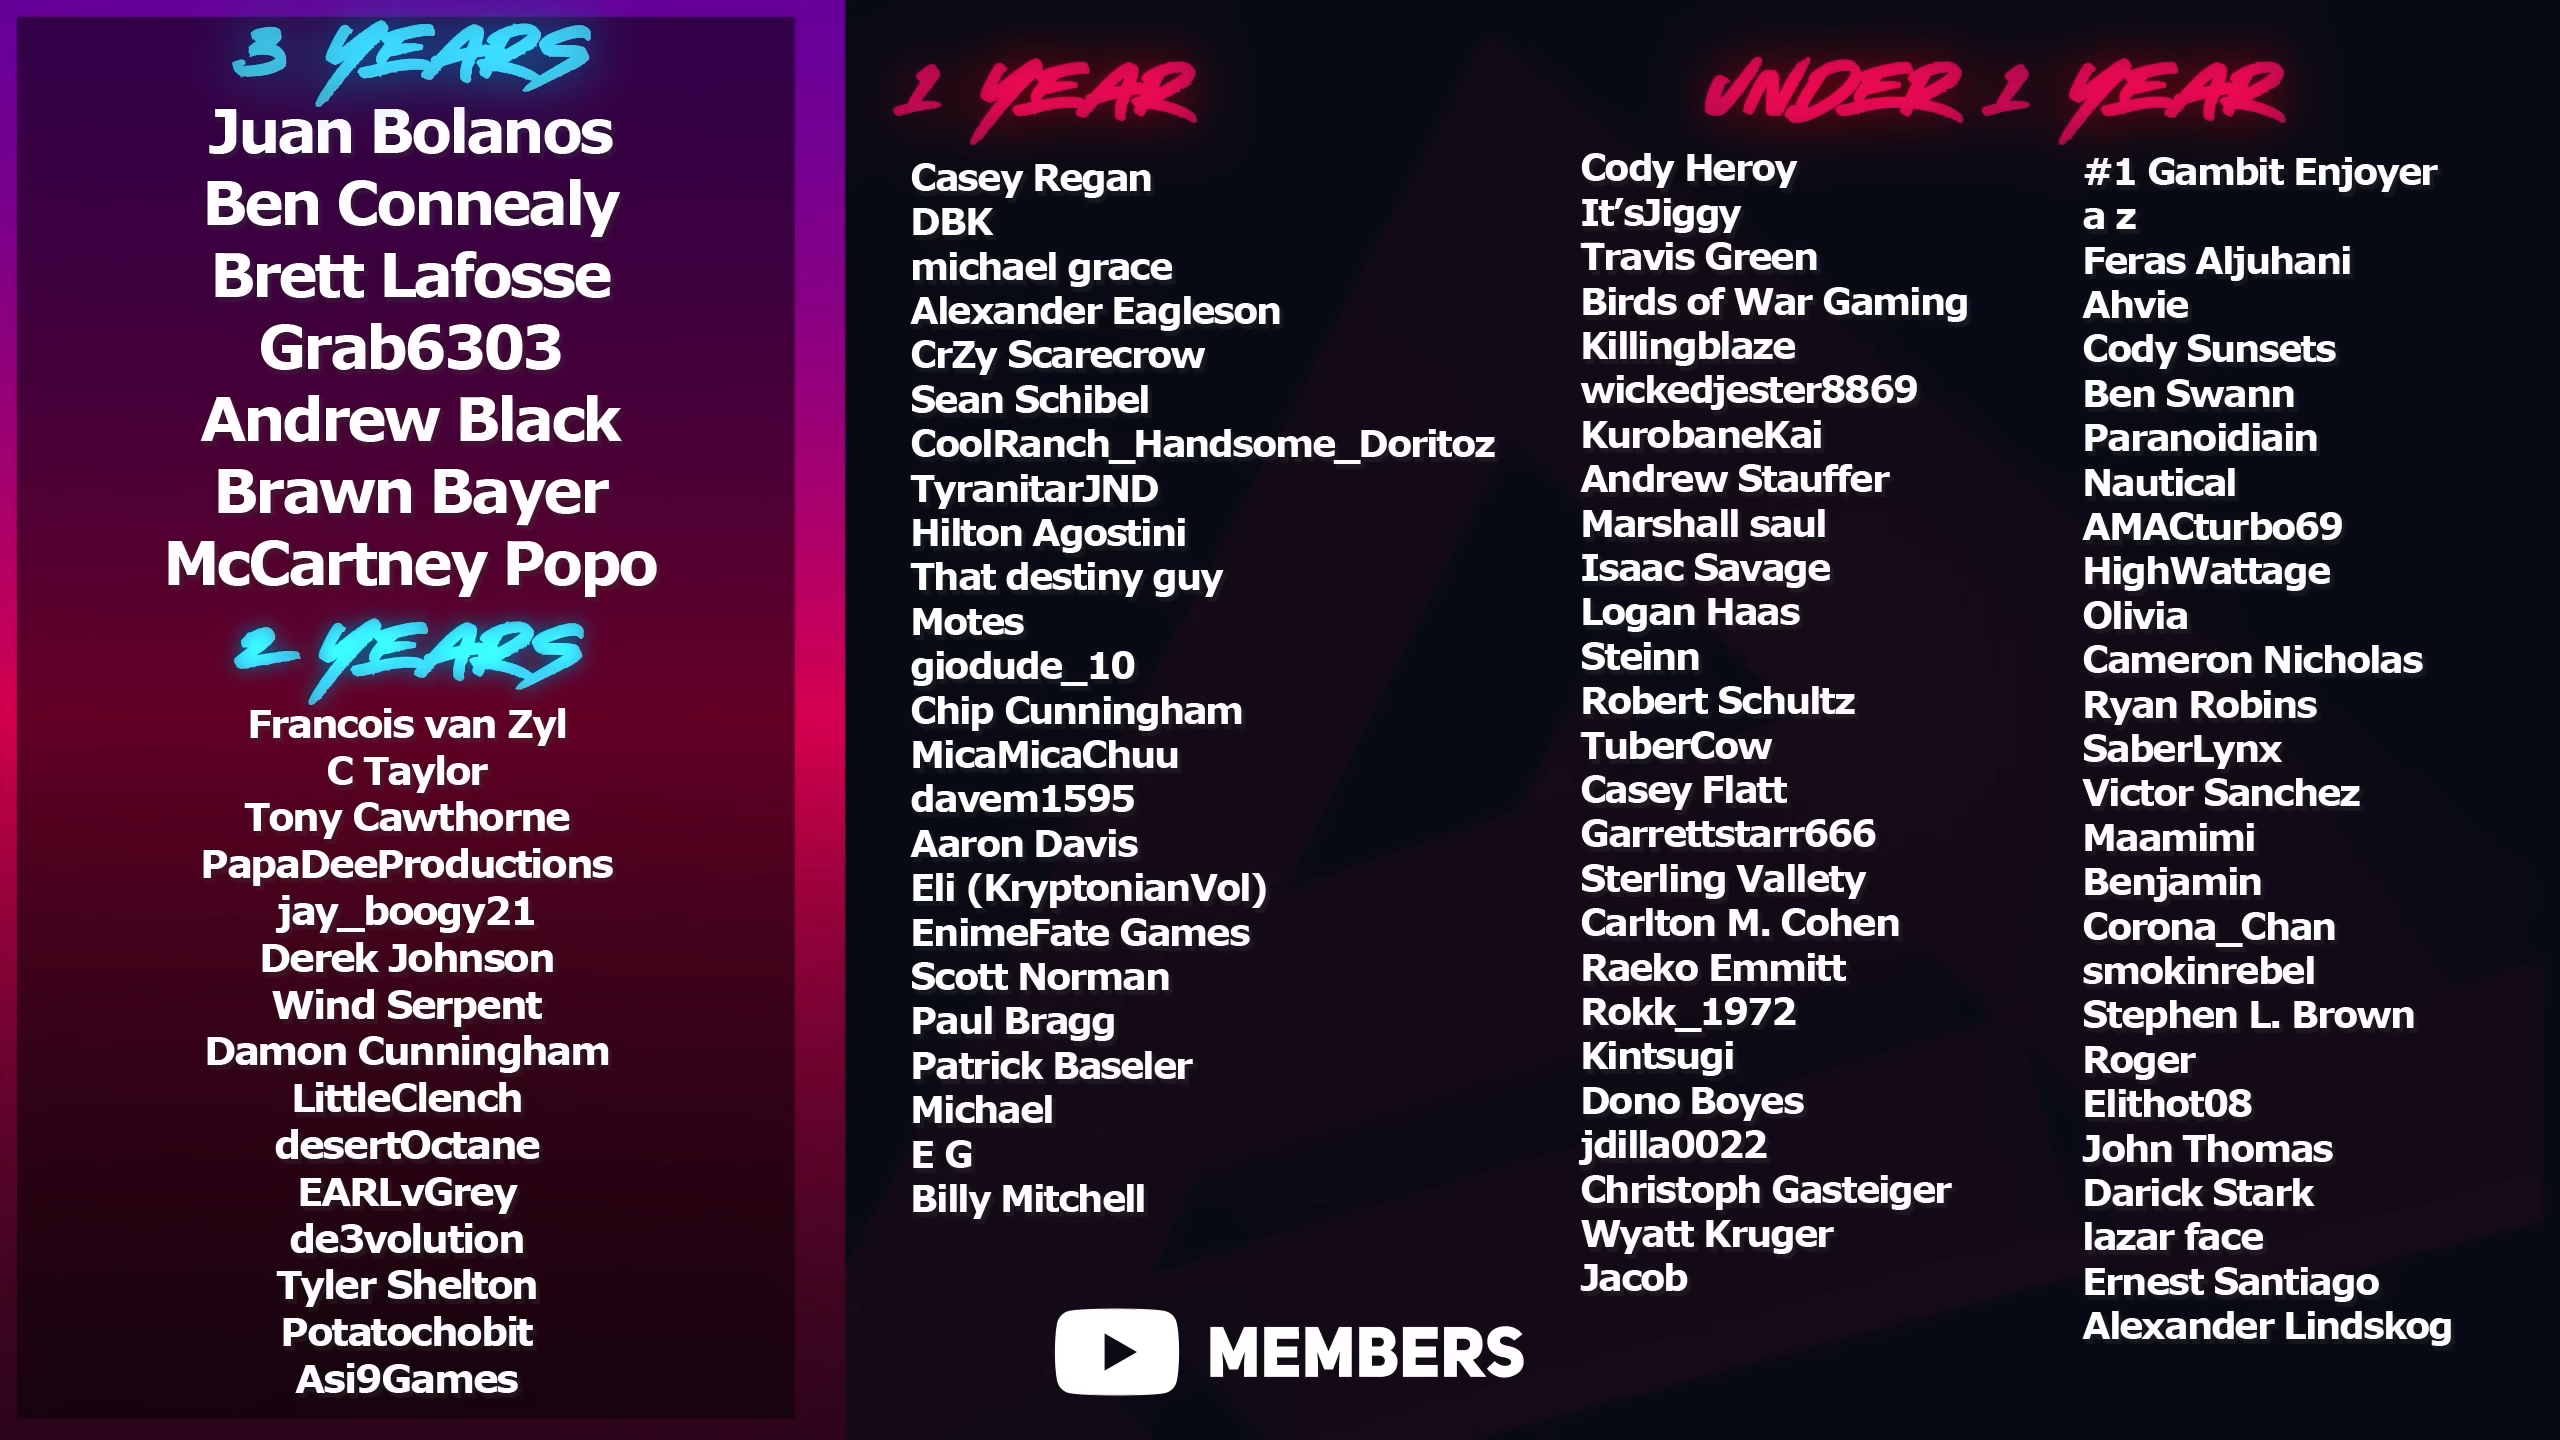 3 YEARS
Juan Bolanos
Ben Connealy
Brett Lafosse
Grab6303
Andrew Black
Brawn Bayer
McCartney Popo
2 YEARS
Francois van Zyl
C Taylor
Tony Cawthorne
PapaDeeProductions
jay_boogy21
Derek Johnson
Wind Serpent
Damon Cunningham
LittleClench
desertOctane
EARLvGrey
de3volution
Tyler Shelton
Potatochobit
Asi9Games
1 YEAR
Casey Regan
DBK
michael grace
Alexander Eagleson
CrZy Scarecrow
Sean Schibel
CoolRanch_Handsome_Doritoz
TyranitarJND
Hilton Agostini
That destiny guy
Motes
giodude_10
Chip Cunningham
MicaMicaChuu
davem1595
Aaron Davis
Eli (KryptonianVol)
EnimeFate Games
Scott Norman
Paul Bragg
Patrick Baseler
Michael
E G
Billy Mitchell
UNDER 1 YEAR
Cody Heroy
It’sJiggy
Travis Green
Birds of War Gaming
Killingblaze
wickedjester8869
KurobaneKai
Andrew Stauffer
Marshall saul
Isaac Savage
Logan Haas
Steinn
Robert Schultz
TuberCow
Casey Flatt
Garrettstarr666
Sterling Vallety
Carlton M. Cohen
Raeko Emmitt
Rokk_1972
Kintsugi
Dono Boyes
jdilla0022
Christoph Gasteiger
Wyatt Kruger
Jacob
#1 Gambit Enjoyer
a z
Feras Aljuhani
Ahvie
Cody Sunsets
Ben Swann
Paranoidiain
Nautical
AMACturbo69
HighWattage
Olivia
Cameron Nicholas
Ryan Robins
SaberLynx
Victor Sanchez
Maamimi
Benjamin
Corona_Chan
smokinrebel
Stephen L. Brown
Roger
Elithot08
John Thomas
Darick Stark
lazar face
Ernest Santiago
Alexander Lindskog
MEMBERS